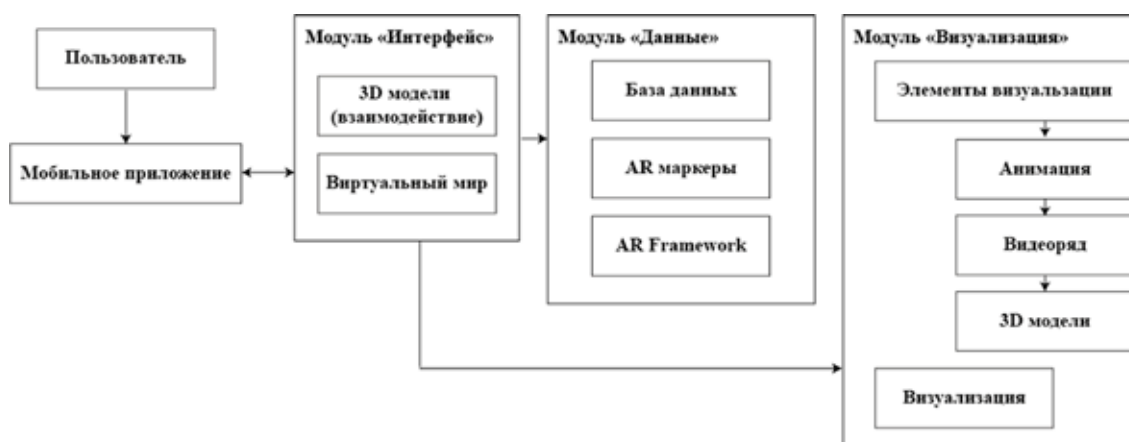 Пользователь
Мобильное приложение
Модуль «Интерфейс»
3D модели
(взаимодействие)
Виртуальный мир
Модуль «Данные»
База данных
AR маркеры
AR Framework
Модуль «Визуализация»
Элементы визуальзации
Анимация
Видеоряд
3D модели
Визуализация